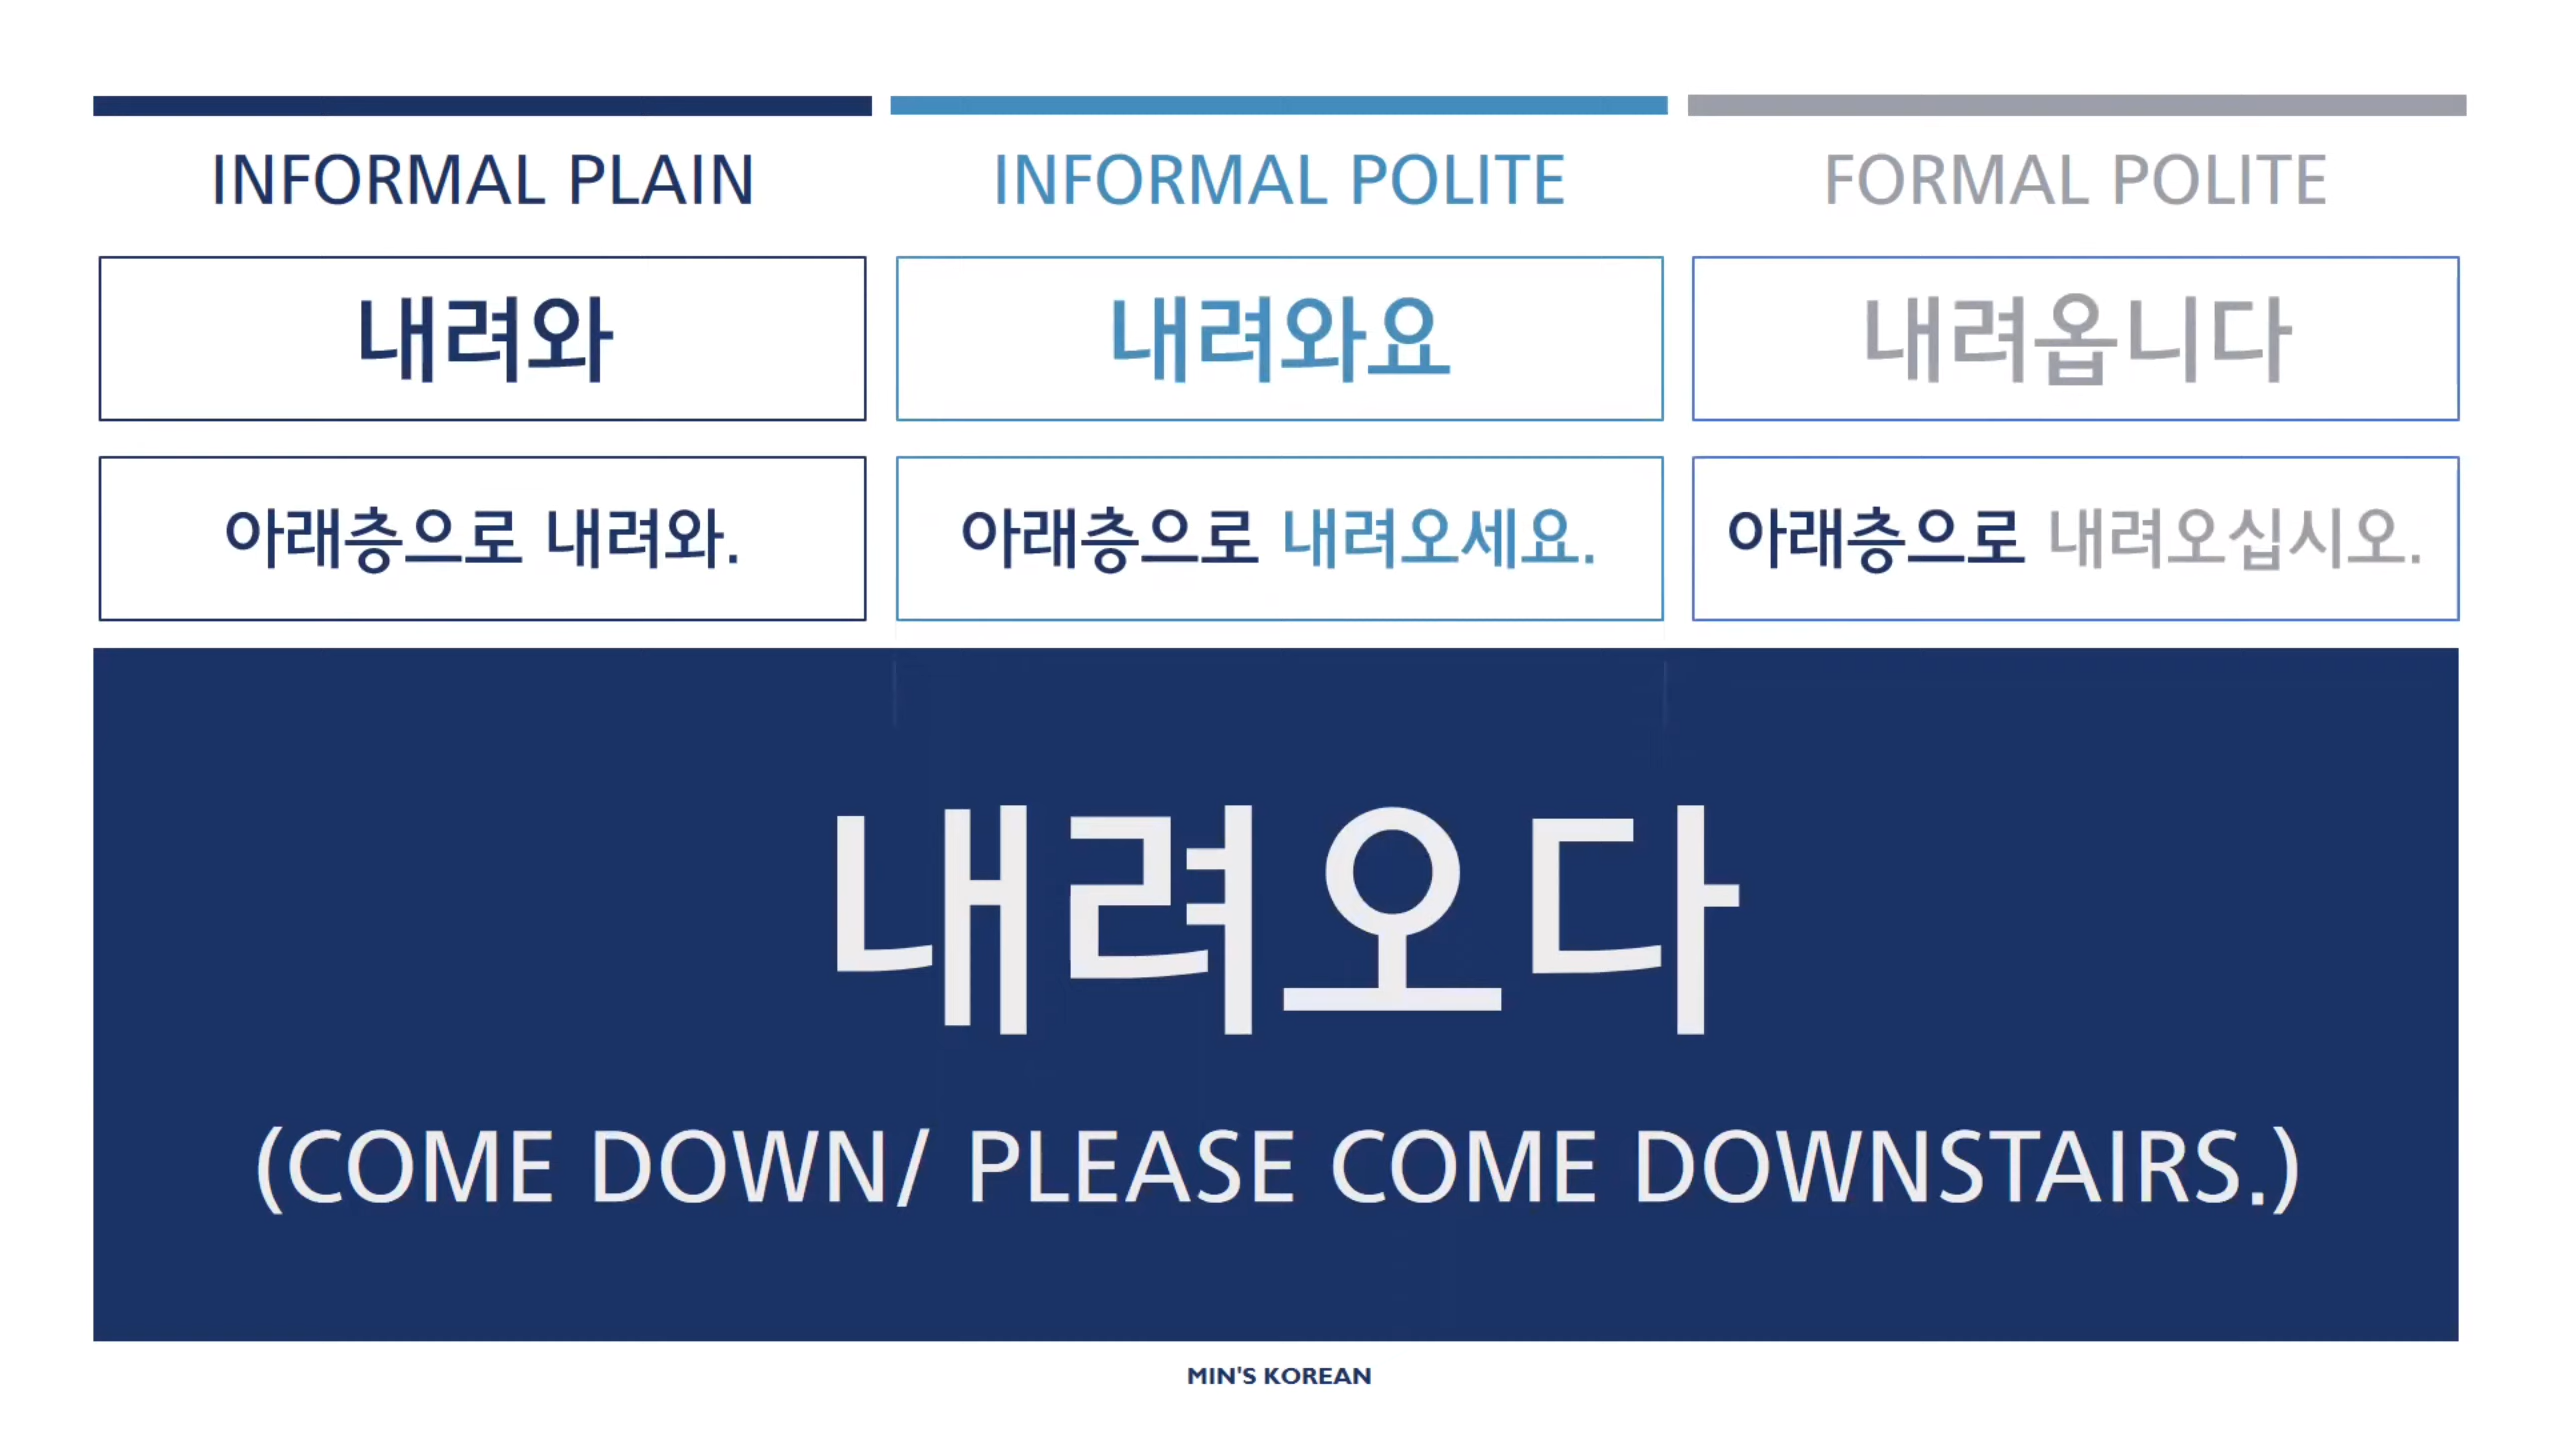 INFORMAL PLAIN
INFORMAL POLITE
FORMAL POLITE
내려와
내려와요
내려옵니다
아래층으로 내려와.
아래층으로 내려오세요.
아래층으로 내려오십시오.
내려오다
(COME DOWN/ PLEASE COME DOWNSTAIRS.)
MIN'S KOREAN